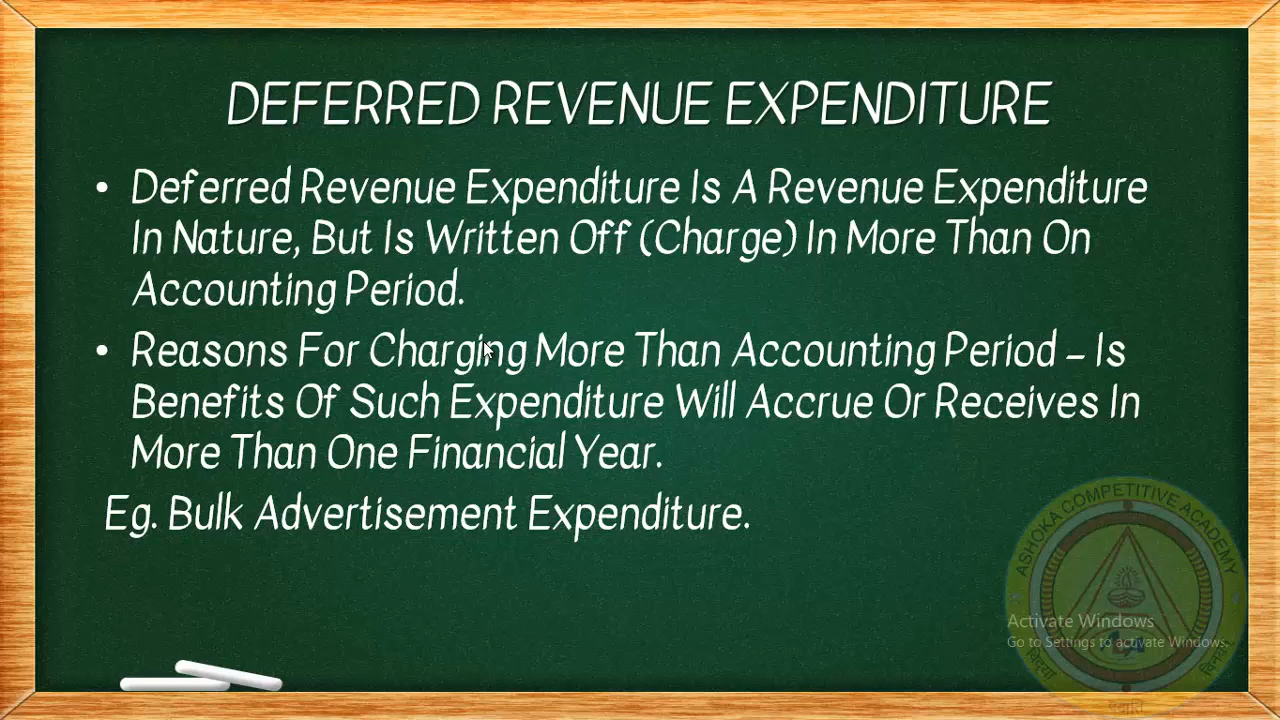 DEFERRED REVENUE EXPENDITURE
• Deferred Revenue Expenditure Is A Revenue Expenditure
In Nature, But Is Written Off (Charge) In More Than On
Accounting Period.
• Reasons For Charging More Than Accounting Period – Is
Benefits Of Such Expenditure Will Accrue Or Receives In
More Than One Financial Year.
Eg. Bulk Advertisement Expenditure.
ASHOKA COMPETITIVE ACADEMY
Activate Windows
Go to Settings to activate Windows.